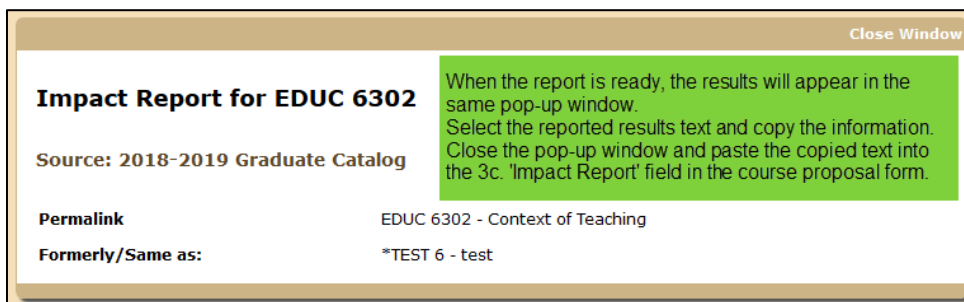 Close Window
Impact Report for EDUC 6302
Source: 2018-2019 Graduate Catalog
When the report is ready, the results will appear in the
same pop-up window.
Select the reported results text and copy the information.
Close the pop-up window and paste the copied text into
the 3c. 'Impact Report' field in the course proposal form.
Permalink EDUC 6302 - Context of Teaching
Formerly/Same as: *TEST 6 - test